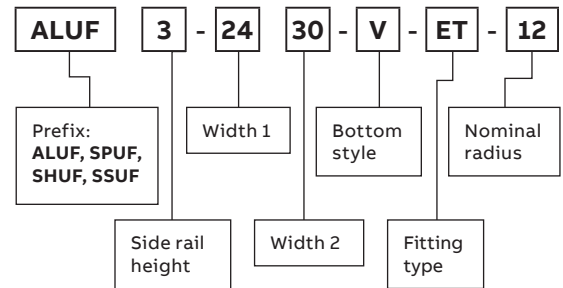 ALUF 3 - 24 30 - V - ET - 12
Prefix:
ALUF, SPUF,
SHUF, SSUF
Width 1
Bottom
style
Nominal
radius
Side rail
height
Width 2
Fitting
type